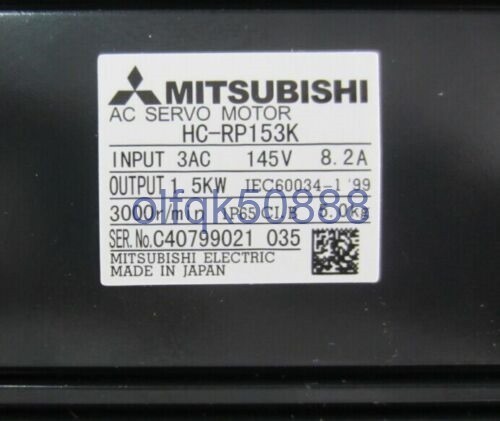 MITSUBISHI
AC SERVO MOTOR
HC-RP153K
INPUT 3AC 145V 8.2A
OUTPUT 1.5KW IEC60034-1 '99
3000r/min IP65 CI.F
SER.No.C40799021 035
MITSUBISHI ELECTRIC
MADE IN JAPAN
olfqk50888